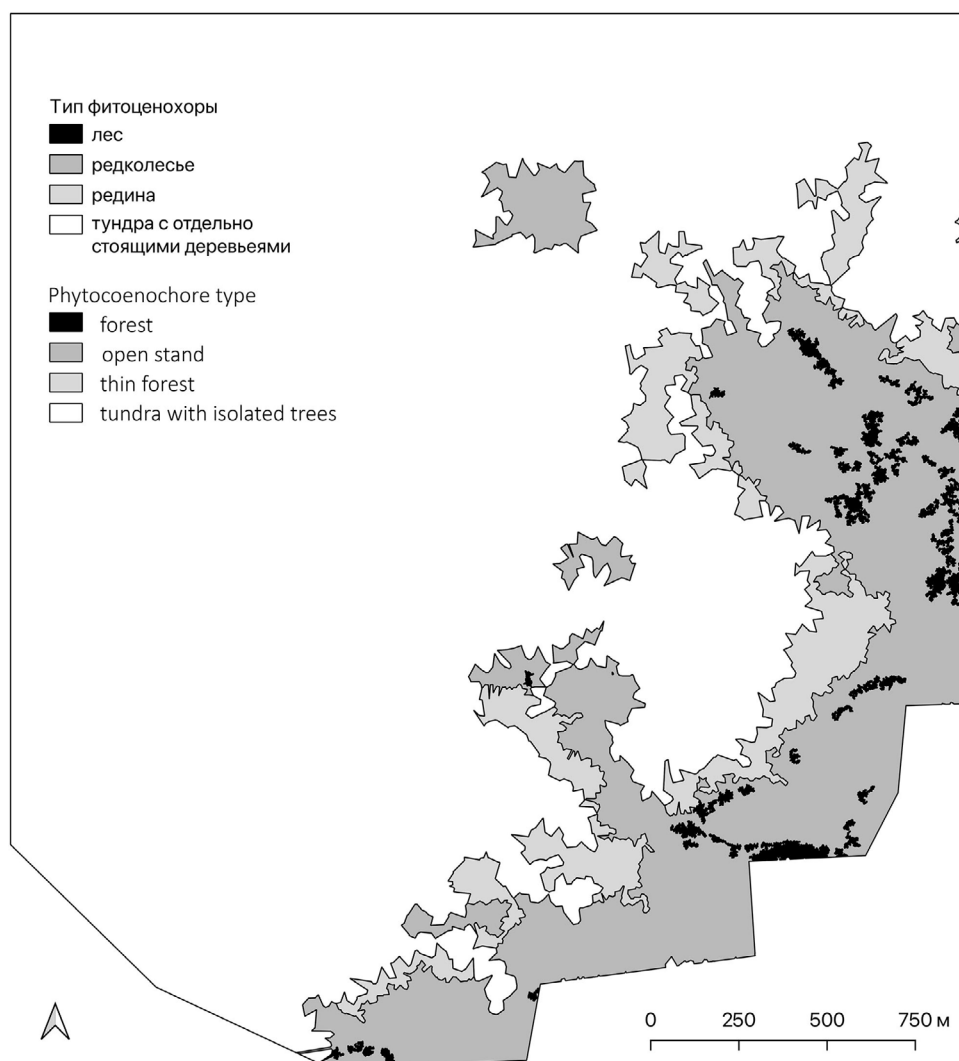 Тип фитоценохоры
лес
редколесье
редина
тундра с отдельно
стоящими деревьеями
Phytocoenochore type
forest
open stand
thin forest
tundra with isolated trees
0 250 500 750 м